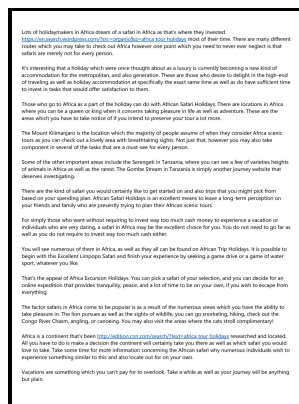 Lots of holidaymakers in Africa dream of a safari in Africa as that's where they invested
https://en.search.wordpress.com/?src=organic&q=africa tour holidays most of their time. There are many different
routes which you may take to check out Africa however one point which you need to never ever neglect is that
safaris are merely not for every person.
It's interesting that a holiday which were once thought about as a luxury is currently becoming a new kind of
accommodation for the metropolitan, and also generation. These are those who desire to delight in the high-end
of traveling as well as holiday accommodations at specifically the exact same time as well as do have sufficient time
to invest in tasks that would offer satisfaction to them.
Those who go to Africa as a part of the holiday can do with African Safari Holidays. There are locations in Africa
where you can be a queen or king when it concerns taking pleasure in life as well as adventure. These are the
areas which you have to take notice of if you intend to preserve your tour a lot more.
The Mount Kilimanjaro is the location which the majority of people assume of when they consider Africa scenic
tours as you can check out a lovely area with breathtaking sights. Not just that, however you may also take
component in several of the tasks that are a must-see for every person.
Some of the other important areas include the Serengeti in Tanzania, where you can see a few of varieties heights
of animals in Africa as well as the rarest. The Gombe Stream in Tanzania is simply another journey website that
deserves investigating.
There are the kind of safari you would certainly like to get started on and also trips that you might pick from
based on your spending plan. African Safari Holidays is an excellent means to leave a long-term perception on
your friends and family who are presently trying to plan their African scenic tours.
For simply those who want without requiring to invest way too much cash money to experience a vacation or
individuals who are very daring, a safari in Africa may be the excellent choice for you. You do not need to go far as
well as you do not require to invest too much cash either.
You will see numerous of them in Africa, as well as they all can be found on African Trip Holidays. It is possible to
begin with this Excellent Limpopo Safari and finish your experience by seeking a game drive or a game of water
sport, whatever you like.
That's the appeal of Africa Excursion Holidays. You can pick a safari of your selection, and you can decide for an
online expedition that provides tranquility, peace, and a lot of time to be on your own, if you wish to escape from
everything.
The factor safaris in Africa come to be popular is as a result of the numerous views which you have the ability to
take pleasure in. The lion pursues as well as the sights of wildlife, you can go snorkeling, hiking, check out the
Congo River Charm, angling, or canoeing. You may also visit the areas where the cats stroll complimentary!
Africa is a continent that's been http://edition.cnn.com/search/?text=africa tour holidays researched and located.
All you have to do is make a decision the continent will certainly take you there as well as which safari you would
love to take. Take some time for more information concerning the African safari why numerous individuals wish to
experience something similar to this and also locate out for on your own.
Vacations are something which you can't pay for to overlook. Take a while as well as your journey will be anything
but plain.